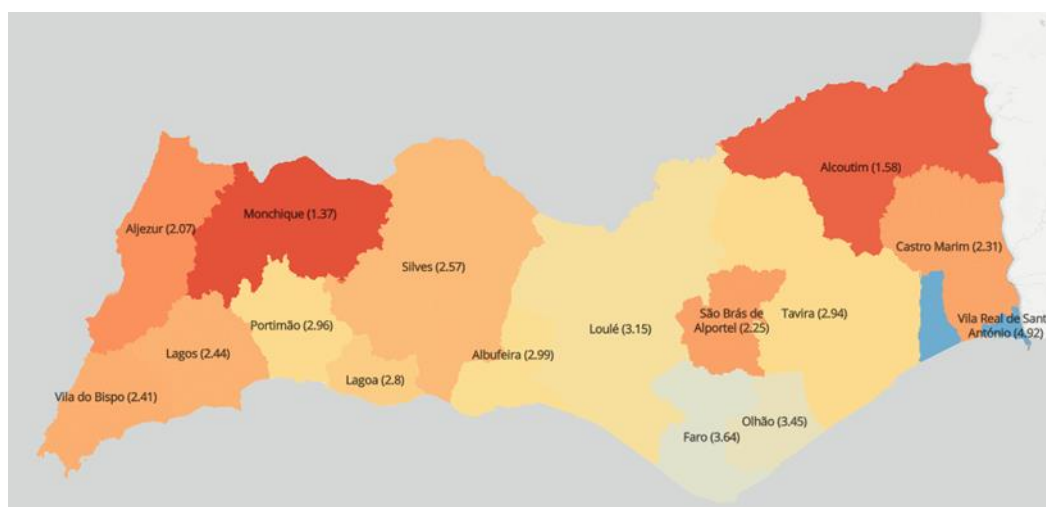 Alcoutim (1.58)
Monchique (1.37)
Aljezur (2.07)
Castro Marim (2.31)
Silves (2.57)
São Brás de
Alportel (2.25)
Tavira (2.94)
Vila Real de Sant
António (4.92)
Portimão (2.96)
Loulé (3.15)
Lagos (2.44)
Albufeira (2.99)
Lagoa (2.8)
Vila do Bispo (2.41)
Olhão (3.45)
Faro (3.64)